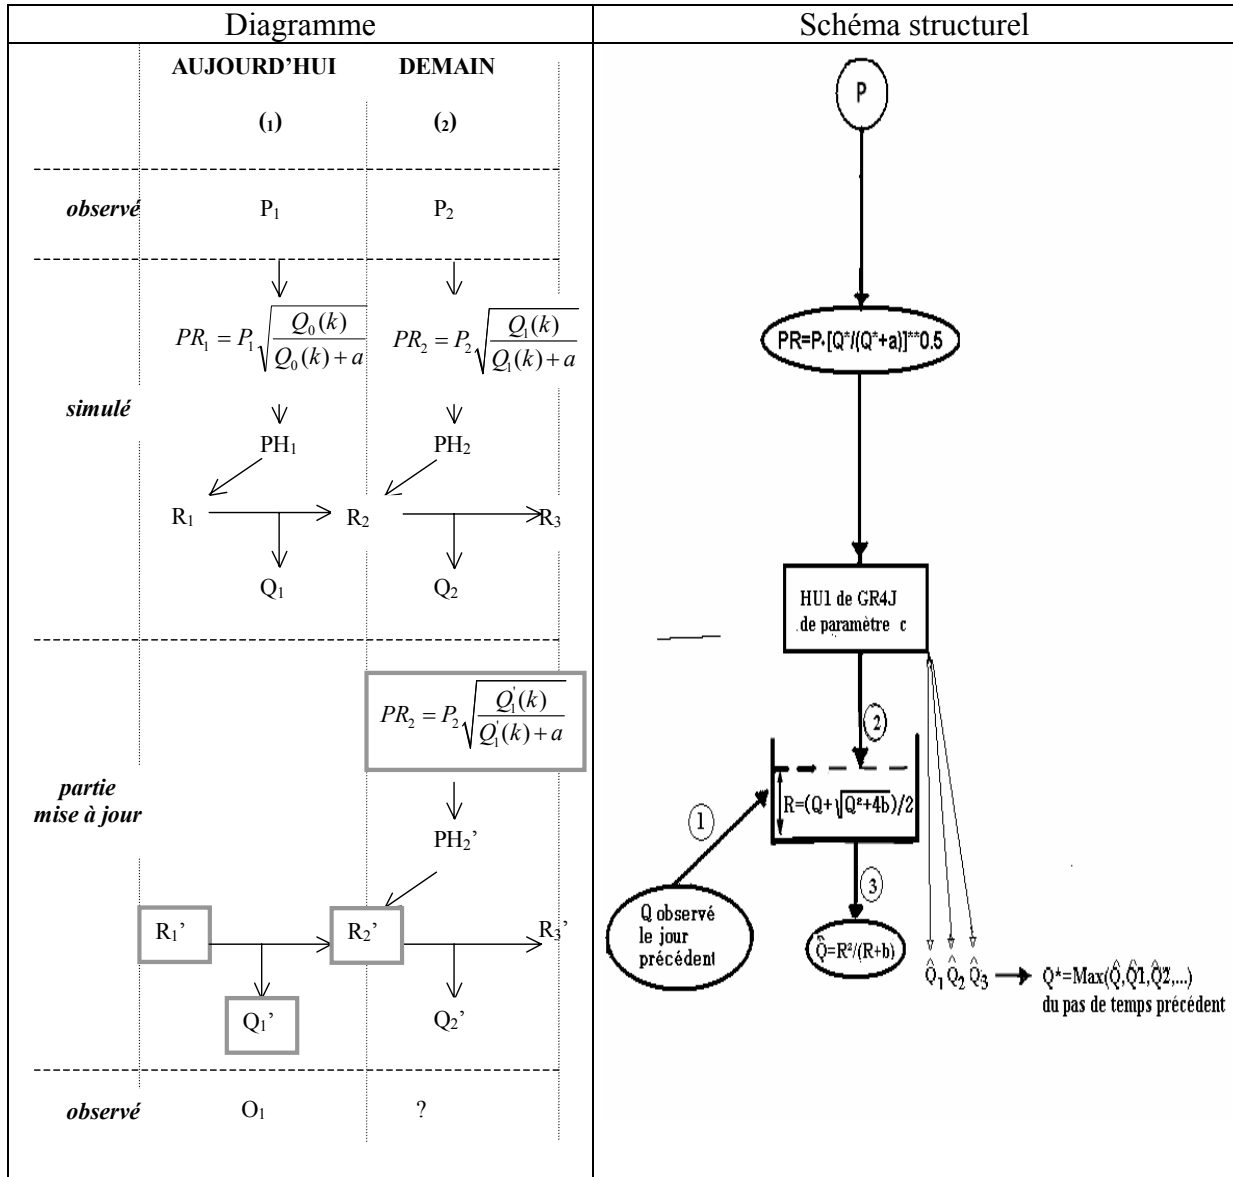 Diagramme
Schéma structurel
AUJOURD'HUI DEMAIN
(1) (2)
observé P1 P2
PR1 = P1 √(Q0(k) / (Q0(k) + a)) PR2 = P2 √(Q1(k) / (Q1(k) + a))
simulé
PH1 PH2
R1 R2 R3
Q1 Q2
PR2 = P2 √(Q1'(k) / (Q1'(k) + a))
partie
mise à jour
PH2'
R1' R2' R3'
Q1' Q2'
observé O1 ?
P
PR=P·[Q*/(Q*+a)]**0.5
HU1 de GR4J
de paramètre c
2
R=(Q+√Q²+4b)/2
1
3
Q observé
le jour
précédent
Q̂=R²/(R+b)
Q̂1 Q̂2 Q̂3
Q*=Max(Q̂,Q̂1,Q̂2,...)
du pas de temps précédent